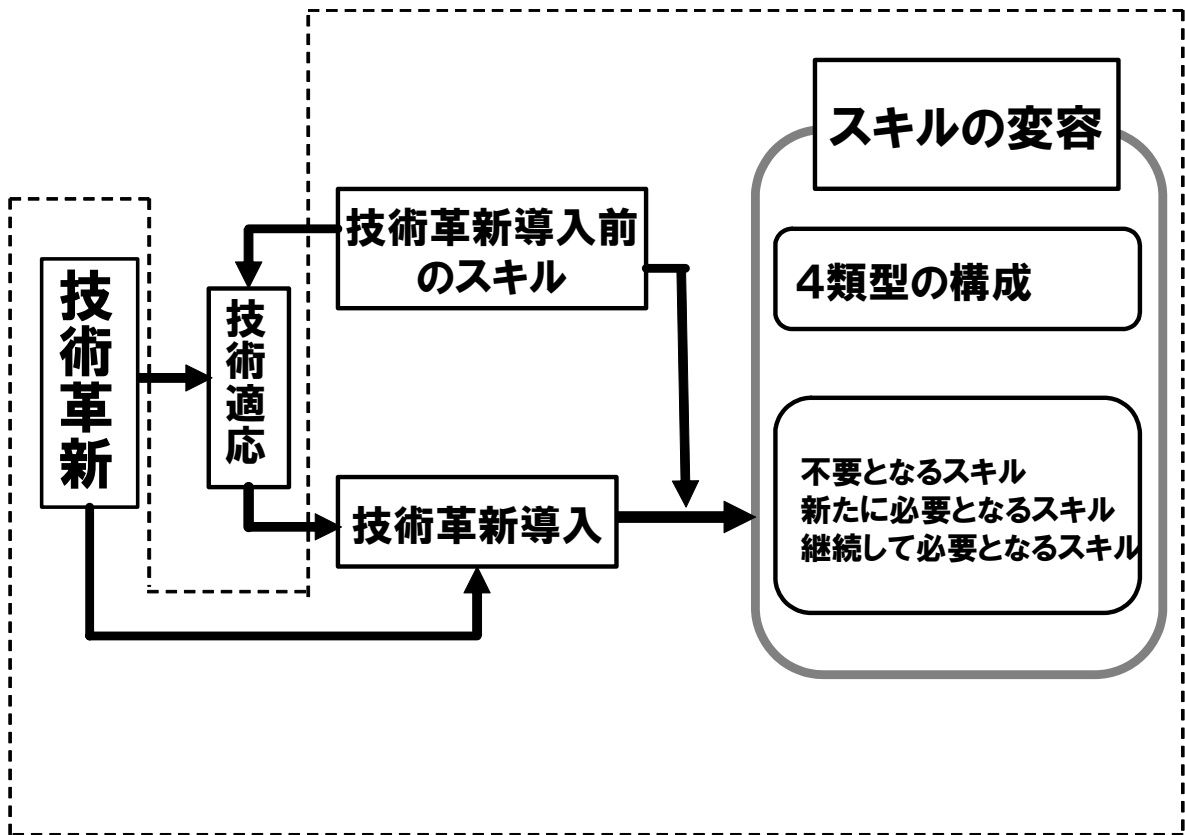 スキルの変容
技術革新導入前
のスキル
4類型の構成
技術革新
技術適応
不要となるスキル
新たに必要となるスキル
継続して必要となるスキル
技術革新導入